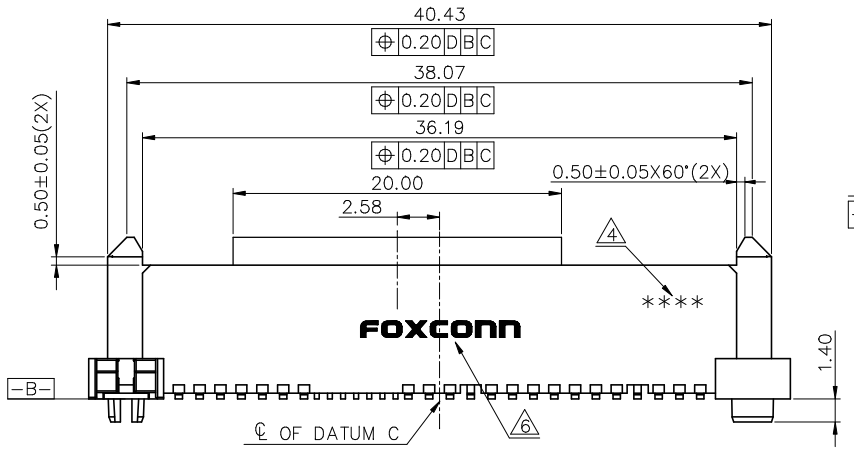 40.43
⌖ 0.20 D B C
38.07
⌖ 0.20 D B C
36.19
⌖ 0.20 D B C
0.50±0.05(2X)
0.50±0.05X60°(2X)
20.00
2.58
4
****
FOXCONN
1.40
-B-
℄ OF DATUM C
6